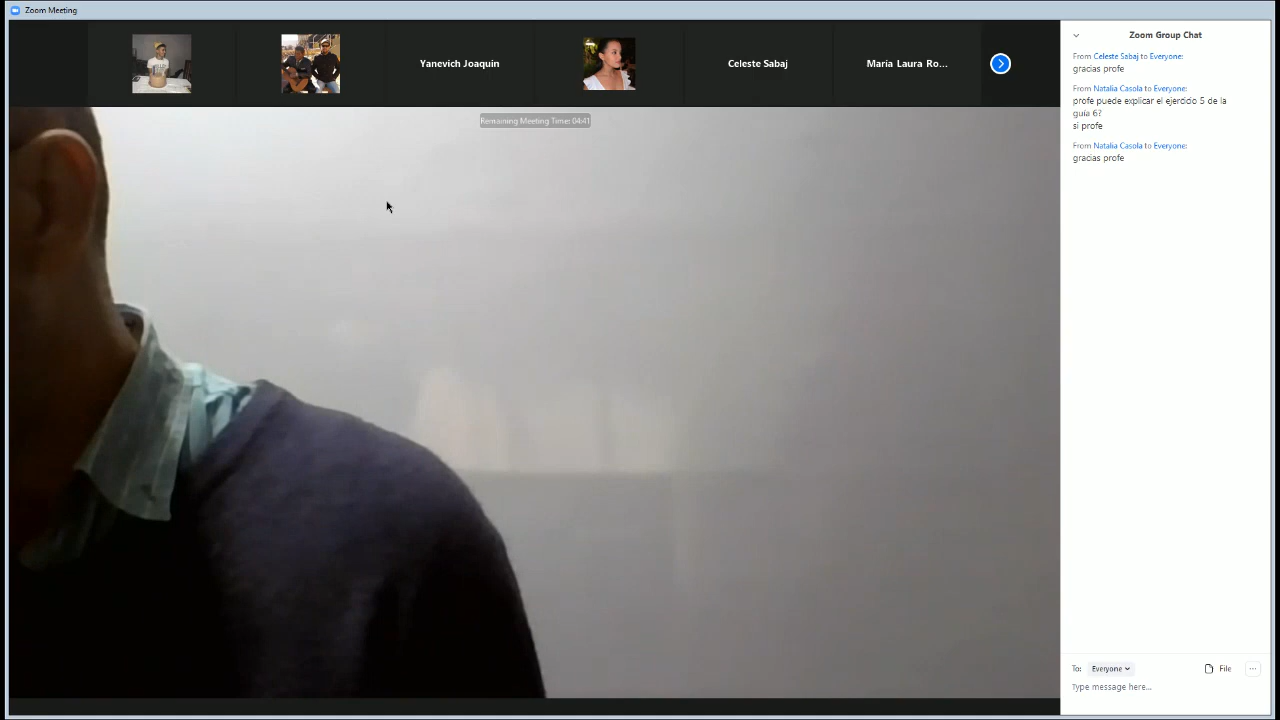 Zoom Meeting
Yanevich Joaquin
Celeste Sabaj
María Laura Ro...
Remaining Meeting Time: 04:41
Zoom Group Chat
From Celeste Sabaj to Everyone:
gracias profe
From Natalia Casola to Everyone:
profe puede explicar el ejercicio 5 de la
guía 6?
si profe
From Natalia Casola to Everyone:
gracias profe
To: Everyone
File
Type message here...